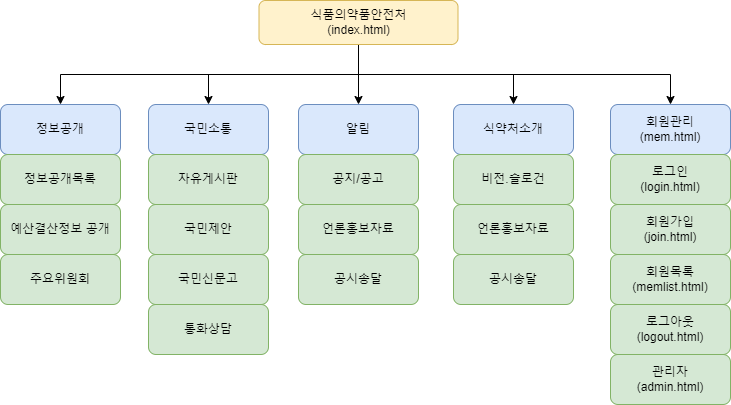 식품의약품안전처
(index.html)
정보공개
정보공개목록
예산결산정보 공개
주요위원회
국민소통
자유게시판
국민제안
국민신문고
통화상담
알림
공지/공고
언론홍보자료
공시송달
식약처소개
비전.슬로건
언론홍보자료
공시송달
회원관리
(mem.html)
로그인
(login.html)
회원가입
(join.html)
회원목록
(memlist.html)
로그아웃
(logout.html)
관리자
(admin.html)